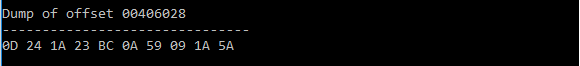 Dump of offset 00406028
-------------------------------
0D 24 1A 23 BC 0A 59 09 1A 5A